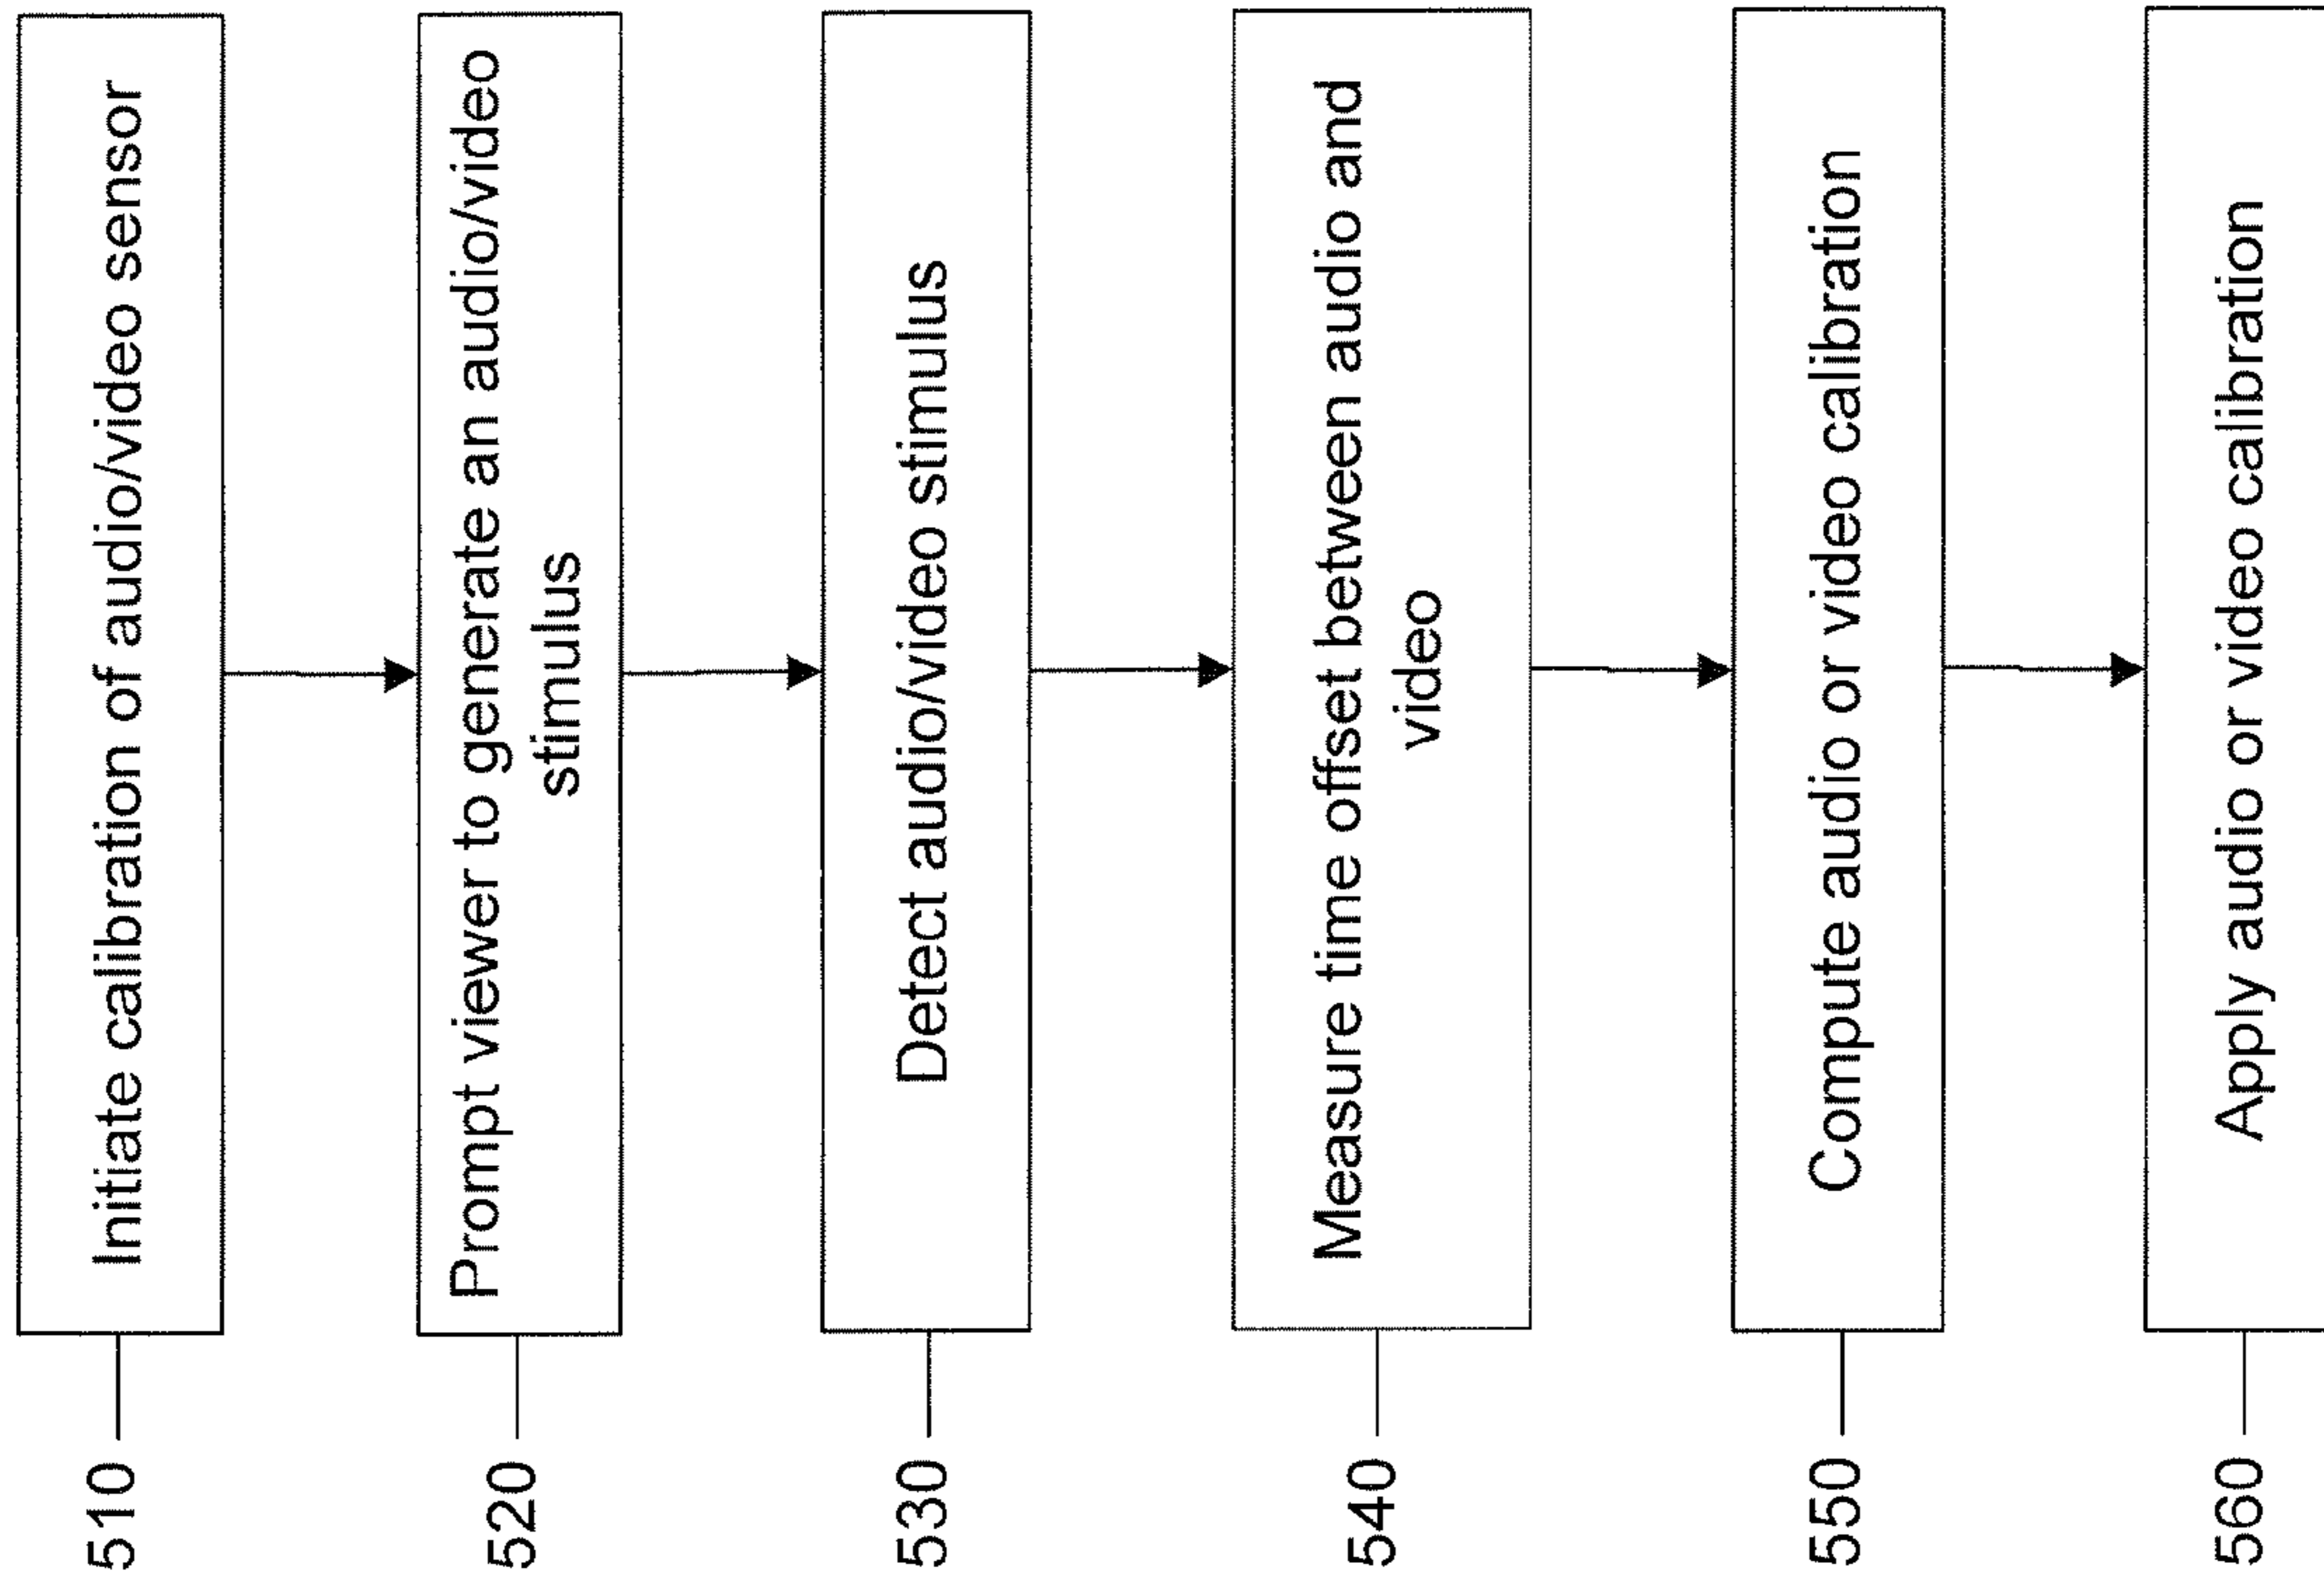 510
Initiate calibration of audio/video sensor
520
Prompt viewer to generate an audio/video
stimulus
530
Detect audio/video stimulus
540
Measure time offset between audio and
video
550
Compute audio or video calibration
560
Apply audio or video calibration